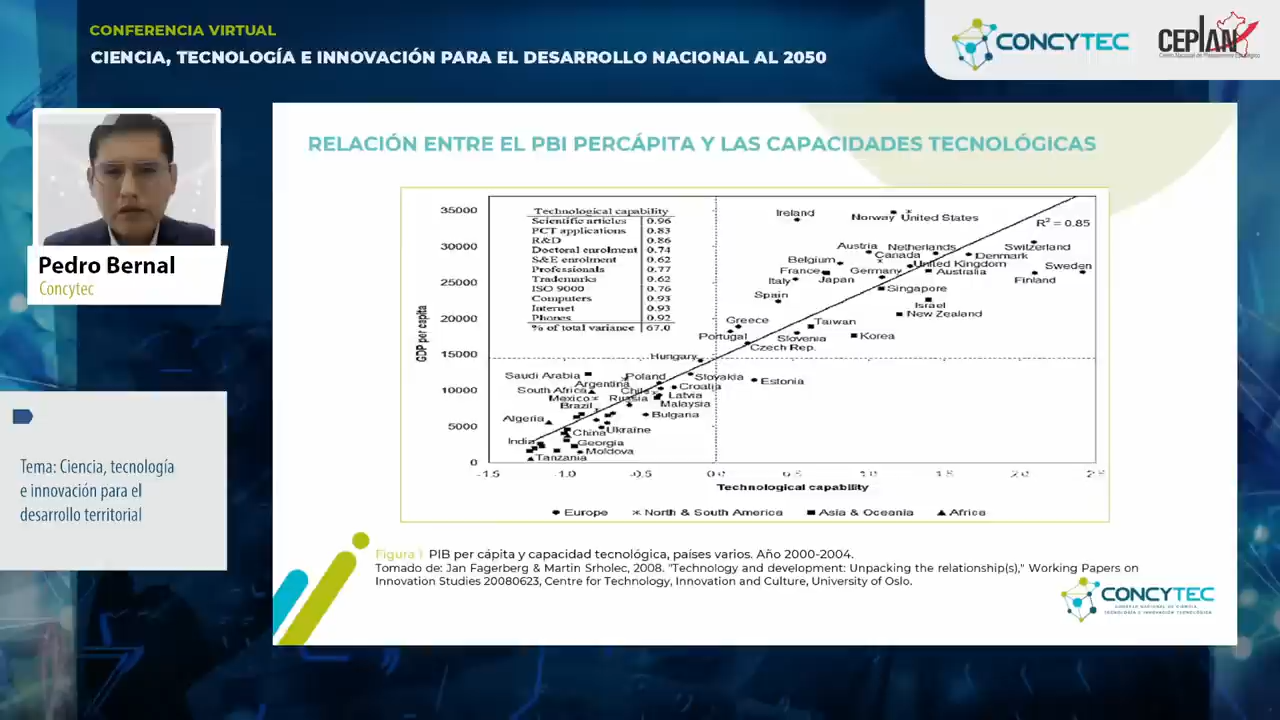 CONFERENCIA VIRTUAL
CIENCIA, TECNOLOGÍA E INNOVACIÓN PARA EL DESARROLLO NACIONAL AL 2050
CONCYTEC
CEPLAN
Pedro Bernal
Concytec
Tema: Ciencia, tecnología
e innovación para el
desarrollo territorial
RELACIÓN ENTRE EL PBI PERCÁPITA Y LAS CAPACIDADES TECNOLÓGICAS
Technological capability
Scientific articles 0.96
PCT applications 0.83
R&D 0.86
Doctoral enrolment 0.74
S&E enrolment 0.62
Professionals 0.77
Trademarks 0.62
ISO 9000 0.76
Computers 0.93
Internet 0.93
Phones 0.92
% of total variance 67.0
GDP per capita
35000
30000
25000
20000
15000
10000
5000
0
R² = 0.85
Ireland
Norway United States
Austria Netherlands Switzerland
Belgium Canada Denmark
France Germany United Kingdom Sweden
Italy Japan Australia Finland
Spain Singapore
Israel
Greece Taiwan New Zealand
Portugal Slovenia Korea
Czech Rep.
Hungary
Saudi Arabia Poland Slovakia Estonia
South Africa Argentina Chile Croatia
Mexico Russia Latvia
Brazil Malaysia
Algeria Bulgaria
China Ukraine
India Georgia
Moldova
Tanzania
-1.5 -1.0 -0.5 0.0 0.5 1.0 1.5 2.0
Technological capability
Europe North & South America Asia & Oceania Africa
Figura 1 PIB per cápita y capacidad tecnológica, países varios. Año 2000-2004.
Tomado de: Jan Fagerberg & Martin Srholec, 2008. "Technology and development: Unpacking the relationship(s)," Working Papers on
Innovation Studies 20080623, Centre for Technology, Innovation and Culture, University of Oslo.
CONCYTEC
CONSEJO NACIONAL DE CIENCIA,
TECNOLOGÍA E INNOVACIÓN TECNOLÓGICA